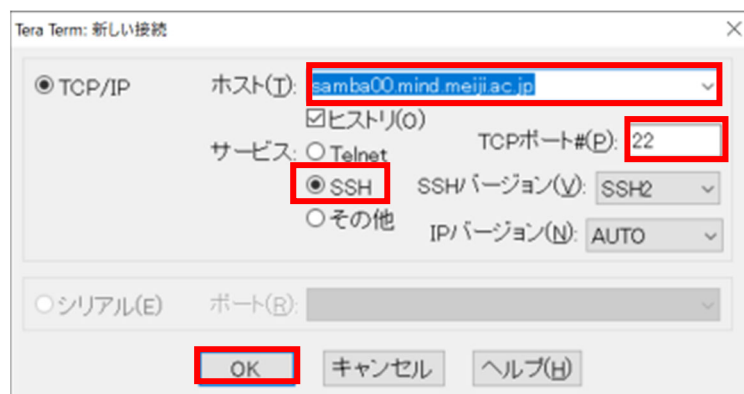 Tera Term: 新しい接続
TCP/IP
ホスト(T): samba00.mind.meiji.ac.jp
ヒストリ(O)
サービス: Telnet
TCPポート#(P): 22
SSH
SSHバージョン(V): SSH2
その他
IPバージョン(N): AUTO
シリアル(E)
ポート(R):
OK
キャンセル
ヘルプ(H)